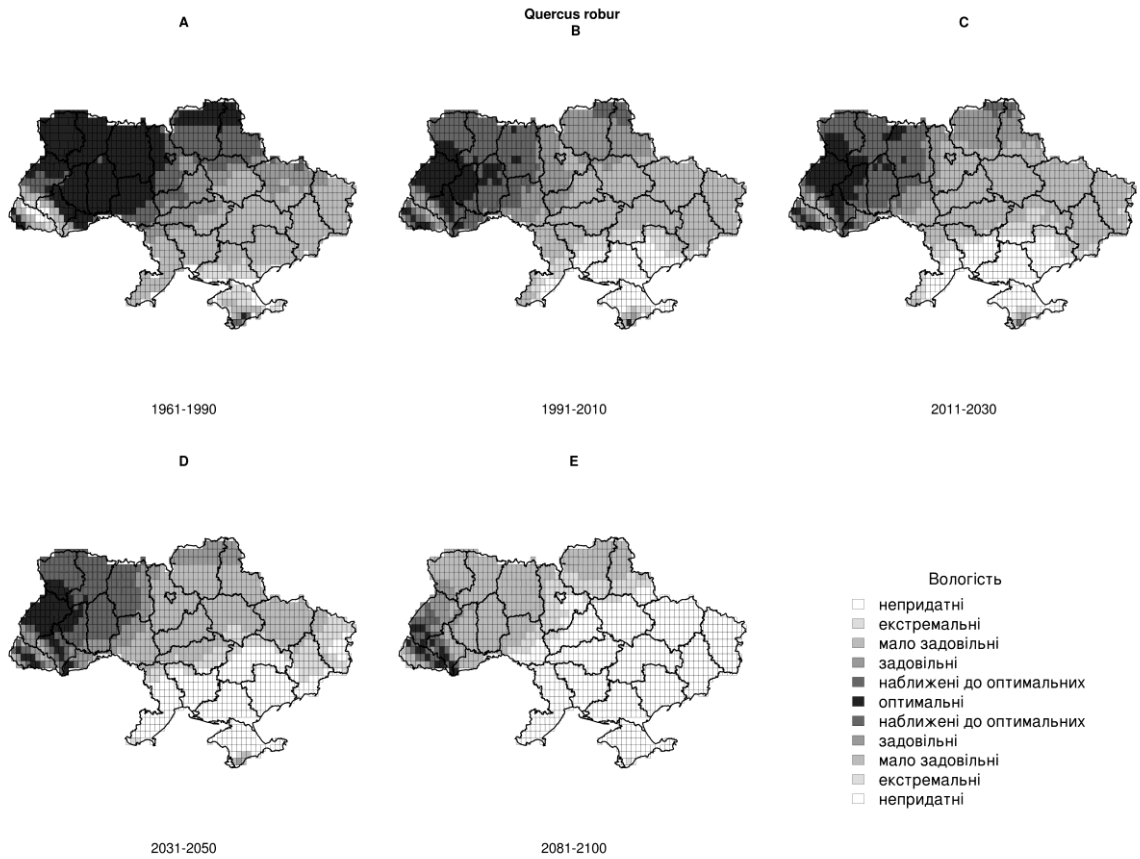 Quercus robur
A
B
C
1961-1990
1991-2010
2011-2030
D
E
Вологість
непридатні
екстремальні
мало задовільні
задовільні
наближені до оптимальних
оптимальні
наближені до оптимальних
задовільні
мало задовільні
екстремальні
непридатні
2031-2050
2081-2100